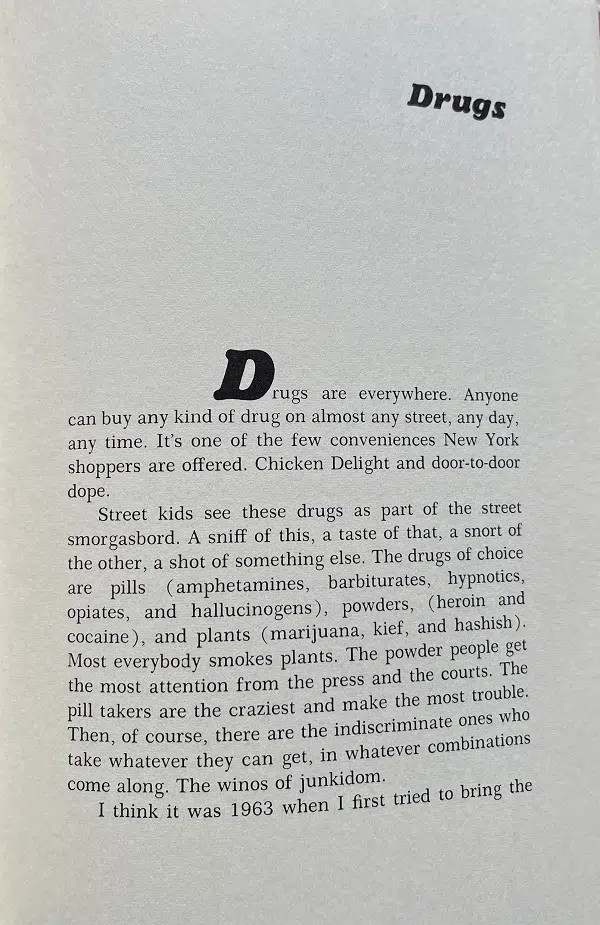 Drugs
Drugs are everywhere. Anyone
can buy any kind of drug on almost any street, any day,
any time. It's one of the few conveniences New York
shoppers are offered. Chicken Delight and door-to-door
dope.
Street kids see these drugs as part of the street
smorgasbord. A sniff of this, a taste of that, a snort of
the other, a shot of something else. The drugs of choice
are pills (amphetamines, barbiturates, hypnotics,
opiates, and hallucinogens), powders, (heroin and
cocaine), and plants (marijuana, kief, and hashish).
Most everybody smokes plants. The powder people get
the most attention from the press and the courts. The
pill takers are the craziest and make the most trouble.
Then, of course, there are the indiscriminate ones who
take whatever they can get, in whatever combinations
come along. The winos of junkidom.
I think it was 1963 when I first tried to bring the